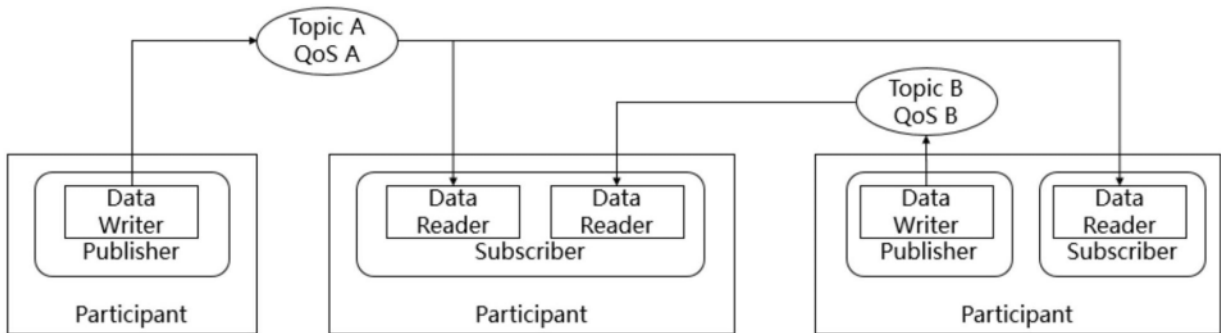 Topic A
QoS A
Topic B
QoS B
Data
Writer
Publisher
Participant
Data
Reader
Data
Reader
Subscriber
Participant
Data
Writer
Publisher
Data
Reader
Subscriber
Participant